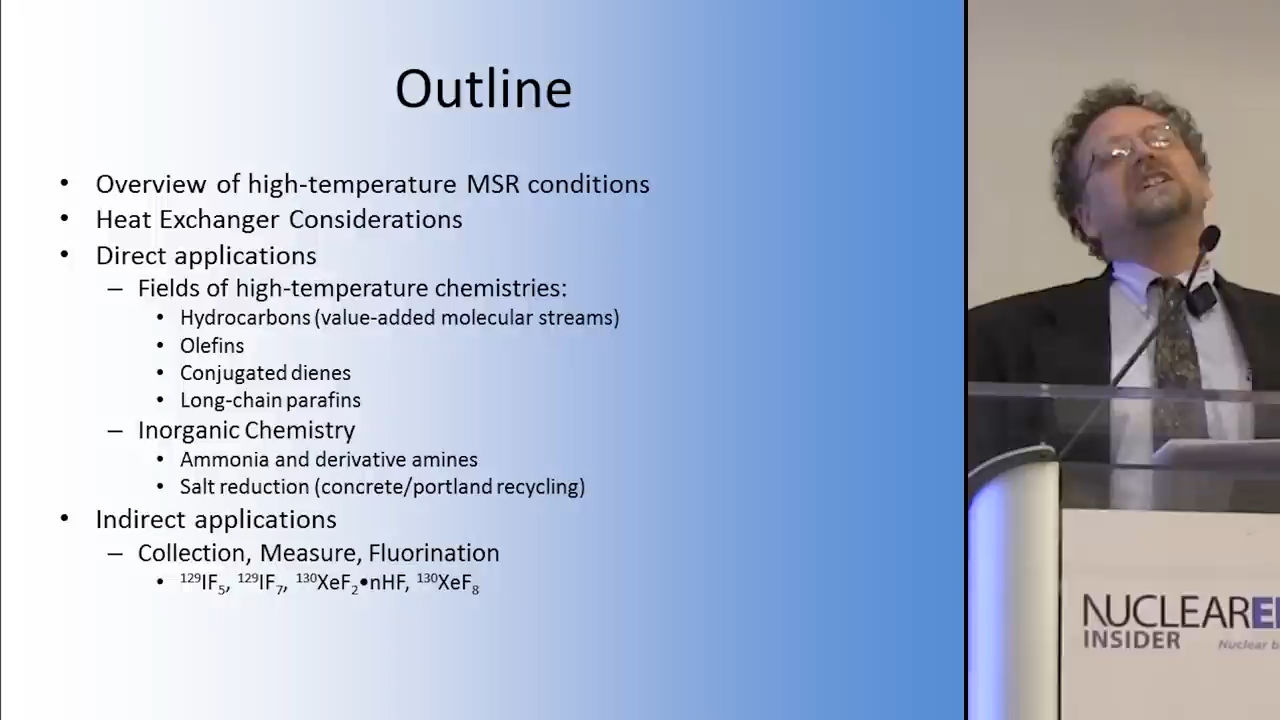 Outline
• Overview of high-temperature MSR conditions
• Heat Exchanger Considerations
• Direct applications
– Fields of high-temperature chemistries:
• Hydrocarbons (value-added molecular streams)
• Olefins
• Conjugated dienes
• Long-chain parafins
– Inorganic Chemistry
• Ammonia and derivative amines
• Salt reduction (concrete/portland recycling)
• Indirect applications
– Collection, Measure, Fluorination
• ¹²⁹IF₅, ¹²⁹IF₇, ¹³⁰XeF₂•nHF, ¹³⁰XeF₈
NUCLEAR
INSIDER
Nuclear